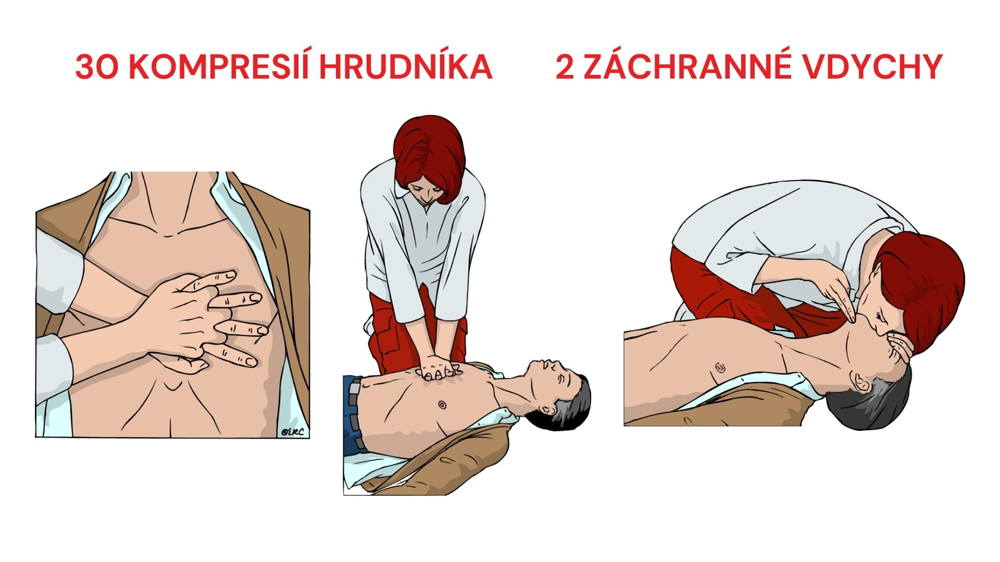 30 KOMPRESIÍ HRUDNÍKA
2 ZÁCHRANNÉ VDYCHY
©ERC